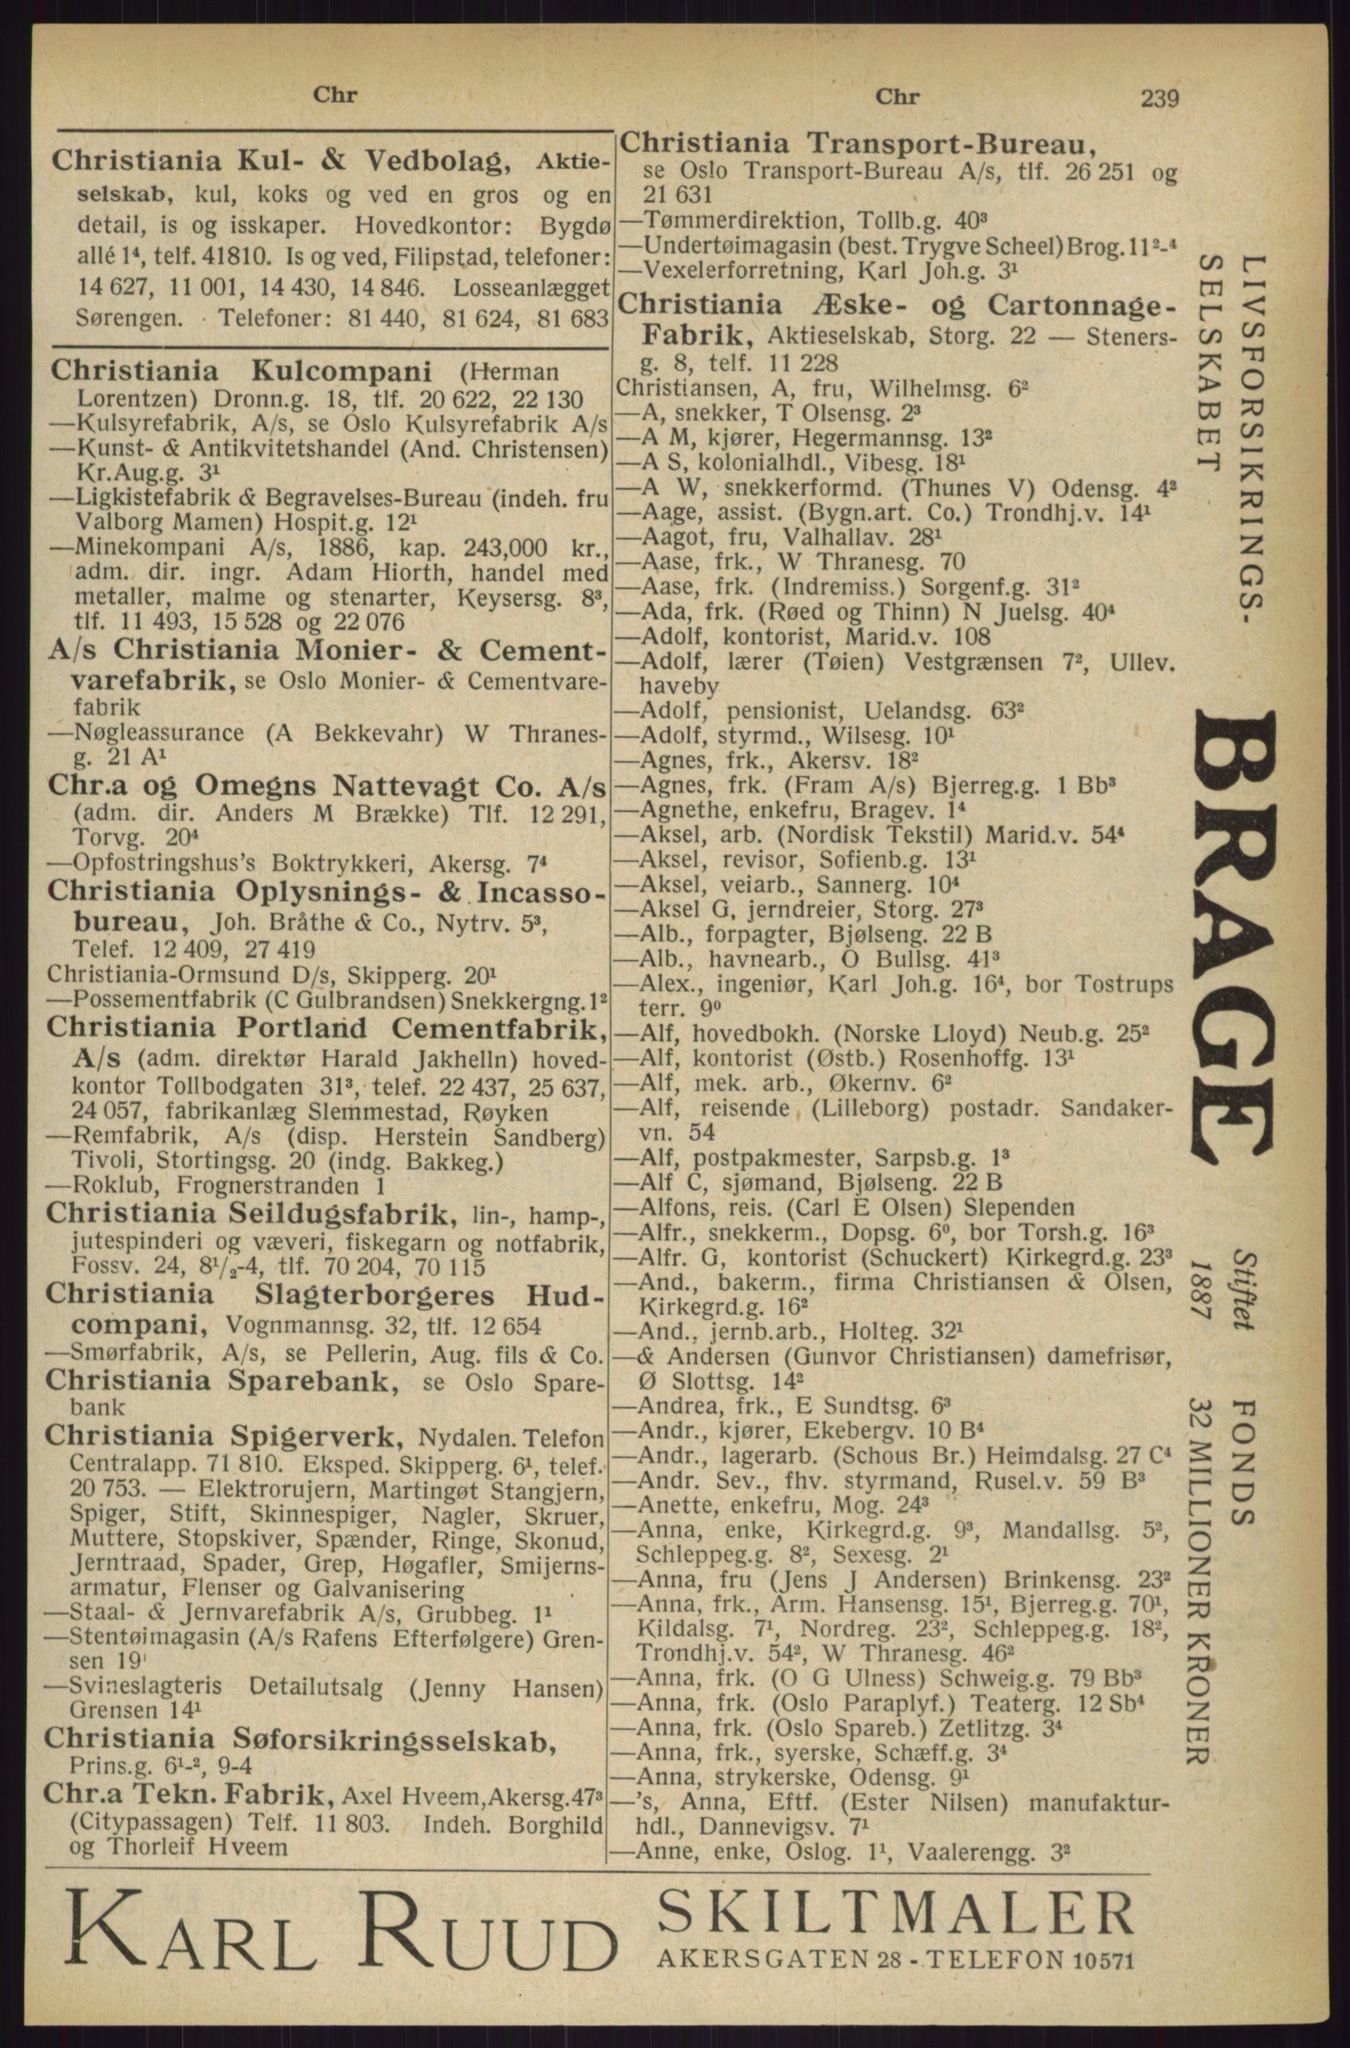 Chr
Chr
239
Christiania Kul- & Vedbolag, Aktie-
selskab, kul, koks og ved en gros og en
detail, is og isskaper. Hovedkontor: Bygdø
allé 1⁴, telf. 41810. Is og ved, Filipstad, telefoner:
14 627, 11 001, 14 430, 14 846. Losseanlægget
Sørengen. Telefoner: 81 440, 81 624, 81 683
Christiania Kulcompani (Herman
Lorentzen) Dronn.g. 18, tlf. 20 622, 22 130
—Kulsyrefabrik, A/s, se Oslo Kulsyrefabrik A/s
—Kunst- & Antikvitetshandel (And. Christensen)
Kr.Aug.g. 3¹
—Ligkistefabrik & Begravelses-Bureau (indeh. fru
Valborg Mamen) Hospit.g. 12¹
—Minekompani A/s, 1886, kap. 243,000 kr.,
adm. dir. ingr. Adam Hiorth, handel med
metaller, malme og stenarter, Keysersg. 8³,
tlf. 11 493, 15 528 og 22 076
A/s Christiania Monier- & Cement-
varefabrik, se Oslo Monier- & Cementvare-
fabrik
—Nøgleassurance (A Bekkevahr) W Thranes-
g. 21 A¹
Chr.a og Omegns Nattevagt Co. A/s
(adm. dir. Anders M Brække) Tlf. 12 291,
Torvg. 20⁴
—Opfostringshus's Boktrykkeri, Akersg. 7⁴
Christiania Oplysnings- & Incasso-
bureau, Joh. Bråthe & Co., Nytrv. 5³,
Telef. 12 409, 27 419
Christiania-Ormsund D/s, Skipperg. 20¹
—Possementfabrik (C Gulbrandsen) Snekkergng. 1²
Christiania Portland Cementfabrik,
A/s (adm. direktør Harald Jakhelln) hoved-
kontor Tollbodgaten 31³, telef. 22 437, 25 637,
24 057, fabrikanlæg Slemmestad, Røyken
—Remfabrik, A/s (disp. Herstein Sandberg)
Tivoli, Stortingsg. 20 (indg. Bakkeg.)
—Roklub, Frognerstranden 1
Christiania Seildugsfabrik, lin-, hamp-,
jutespinderi og væveri, fiskegarn og notfabrik,
Fossv. 24, 8¹/₂-4, tlf. 70 204, 70 115
Christiania Slagterborgeres Hud-
compani, Vognmannsg. 32, tlf. 12 654
—Smørfabrik, A/s, se Pellerin, Aug. fils & Co.
Christiania Sparebank, se Oslo Spare-
bank
Christiania Spigerverk, Nydalen. Telefon
Centralapp. 71 810. Eksped. Skipperg. 6¹, telef.
20 753. — Elektrorujern, Martingøt Stangjern,
Spiger, Stift, Skinnespiger, Nagler, Skruer,
Muttere, Stopskiver, Spænder, Ringe, Skonud,
Jerntraad, Spader, Grep, Høgafler, Smijerns-
armatur, Flenser og Galvanisering
—Staal- & Jernvarefabrik A/s, Grubbeg. 1¹
—Stentøimagasin (A/s Rafens Efterfølgere) Gren-
sen 19¹
—Svineslagteris Detailutsalg (Jenny Hansen)
Grensen 14¹
Christiania Søforsikringsselskab,
Prins.g. 6¹-², 9-4
Chr.a Tekn. Fabrik, Axel Hveem, Akersg. 47³
(Citypassagen) Telf. 11 803. Indeh. Borghild
og Thorleif Hveem
Christiania Transport-Bureau,
se Oslo Transport-Bureau A/s, tlf. 26 251 og
21 631
—Tømmerdirektion, Tollb.g. 40³
—Undertøimagasin (best. Trygve Scheel) Brog. 11²-⁴
—Vexelerforretning, Karl Joh.g. 3¹
Christiania Æske- og Cartonnage-
Fabrik, Aktieselskab, Storg. 22 — Steners-
g. 8, telf. 11 228
Christiansen, A, fru, Wilhelmsg. 6²
—A, snekker, T Olsensg. 2³
—A M, kjører, Hegermannsg. 13²
—A S, kolonialhdl., Vibesg. 18¹
—A W, snekkerformd. (Thunes V) Odensg. 4³
—Aage, assist. (Bygn.art. Co.) Trondhj.v. 14¹
—Aagot, fru, Valhallav. 28¹
—Aase, frk., W Thranesg. 70
—Aase, frk. (Indremiss.) Sorgenf.g. 31²
—Ada, frk. (Røed og Thinn) N Juelsg. 40⁴
—Adolf, kontorist, Marid.v. 108
—Adolf, lærer (Tøien) Vestgrænsen 7², Ullev.
haveby
—Adolf, pensionist, Uelandsg. 63²
—Adolf, styrmd., Wilsesg. 10¹
—Agnes, frk., Akersv. 18²
—Agnes, frk. (Fram A/s) Bjerreg.g. 1 Bb³
—Agnethe, enkefru, Bragev. 1⁴
—Aksel, arb. (Nordisk Tekstil) Marid.v. 54⁴
—Aksel, revisor, Sofienb.g. 13¹
—Aksel, veiarb., Sannerg. 10⁴
—Aksel G, jerndreier, Storg. 27³
—Alb., forpagter, Bjølseng. 22 B
—Alb., havnearb., O Bullsg. 41³
—Alex., ingeniør, Karl Joh.g. 16⁴, bor Tostrups
terr. 9⁰
—Alf, hovedbokh. (Norske Lloyd) Neub.g. 25²
—Alf, kontorist (Østb.) Rosenhoffg. 13¹
—Alf, mek. arb., Økernv. 6²
—Alf, reisende (Lilleborg) postadr. Sandaker-
vn. 54
—Alf, postpakmester, Sarpsb.g. 1³
—Alf C, sjømand, Bjølseng. 22 B
—Alfons, reis. (Carl E Olsen) Slependen
—Alfr., snekkerm., Dopsg. 6⁰, bor Torsh.g. 16³
—Alfr. G, kontorist (Schuckert) Kirkegrd.g. 23³
—And., bakerm., firma Christiansen & Olsen,
Kirkegrd.g. 16²
—And., jernb.arb., Holteg. 32¹
—& Andersen (Gunvor Christiansen) damefrisør,
Ø Slottsg. 14²
—Andrea, frk., E Sundtsg. 6³
—Andr., kjører, Ekebergv. 10 B⁴
—Andr., lagerarb. (Schous Br.) Heimdalsg. 27 C⁴
—Andr. Sev., fhv. styrmand, Rusel.v. 59 B³
—Anette, enkefru, Mog. 24³
—Anna, enke, Kirkegrd.g. 9³, Mandallsg. 5²,
Schleppeg.g. 8², Sexesg. 2¹
—Anna, fru (Jens J Andersen) Brinkensg. 23²
—Anna, frk., Arm. Hansensg. 15¹, Bjerreg.g. 70¹,
Kildalsg. 7¹, Nordreg. 23², Schleppeg.g. 18²,
Trondhj.v. 54², W Thranesg. 46²
—Anna, frk. (O G Ulness) Schweig.g. 79 Bb³
—Anna, frk. (Oslo Paraplyf.) Teaterg. 12 Sb⁴
—Anna, frk. (Oslo Spareb.) Zetlitzg. 3⁴
—Anna, frk., syerske, Schæff.g. 3⁴
—Anna, strykerske, Odensg. 9¹
—'s, Anna, Eftf. (Ester Nilsen) manufaktur-
hdl., Dannevigsv. 7¹
—Anne, enke, Oslog. 1¹, Vaalerengg. 3²
LIVSFORSIKRINGS-
SELSKABET
BRAGE
Stiftet
1887
FONDS
32 MILLIONER KRONER
KARL RUUD
SKILTMALER
AKERSGATEN 28 - TELEFON 10571